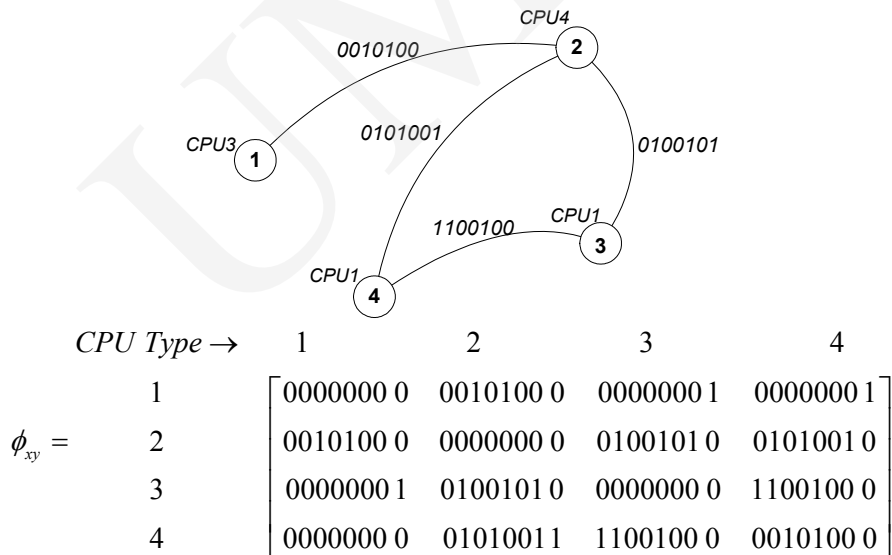 CPU4
2
0010100
CPU3
1
0101001
0100101
1100100
CPU1
3
CPU1
4
CPU Type → 1 2 3 4
1 0000000 0 0010100 0 0000000 1 0000000 1
ϕxy = 2 0010100 0 0000000 0 0100101 0 0101001 0
3 0000000 1 0100101 0 0000000 0 1100100 0
4 0000000 0 0101001 1 1100100 0 0010100 0
UM